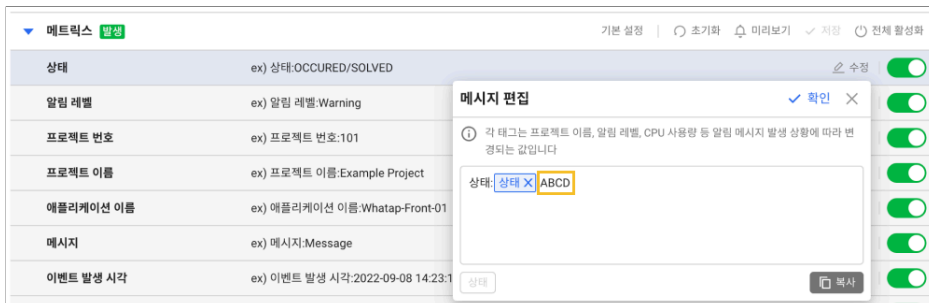 메트릭스 발생 기본 설정 초기화 미리보기 저장 전체 활성화
상태 ex) 상태:OCCURED/SOLVED 수정
알림 레벨 ex) 알림 레벨:Warning
프로젝트 번호 ex) 프로젝트 번호:101
프로젝트 이름 ex) 프로젝트 이름:Example Project
애플리케이션 이름 ex) 애플리케이션 이름:Whatap-Front-01
메시지 ex) 메시지:Message
이벤트 발생 시각 ex) 이벤트 발생 시각:2022-09-08 14:23:1
메시지 편집 확인
각 태그는 프로젝트 이름, 알림 레벨, CPU 사용량 등 알림 메시지 발생 상황에 따라 변
경되는 값입니다
상태: 상태 ABCD
상태 복사